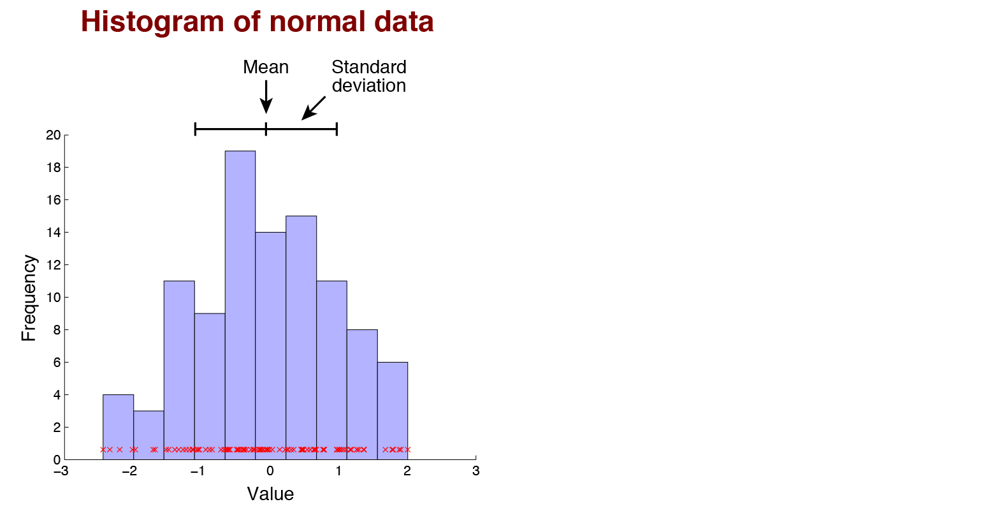 Histogram of normal data
Mean
Standard
deviation
20
18
16
14
12
10
8
6
4
2
0
−3 −2 −1 0 1 2 3
Frequency
Value